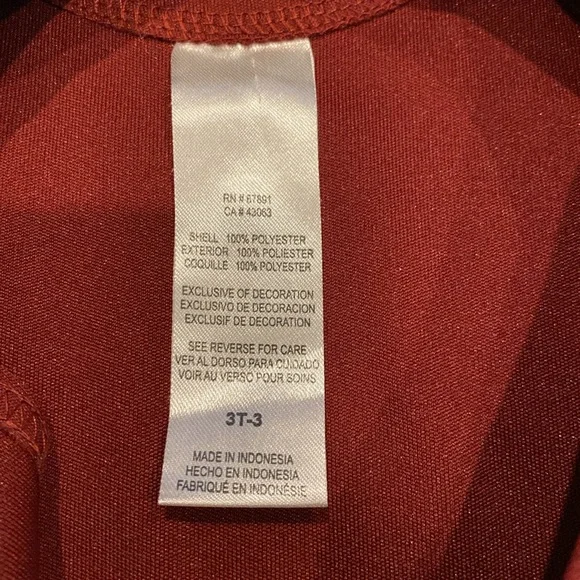 RN # 67891
CA # 43063
SHELL 100% POLYESTER
EXTERIOR 100% POLIESTER
COQUILLE 100% POLYESTER
EXCLUSIVE OF DECORATION
EXCLUSIVO DE DECORACION
EXCLUSIF DE DECORATION
SEE REVERSE FOR CARE
VER AL DORSO PARA CUIDADO
VOIR AU VERSO POUR SOINS
3T-3
MADE IN INDONESIA
HECHO EN INDONESIA
FABRIQUÉ EN INDONÉSIE